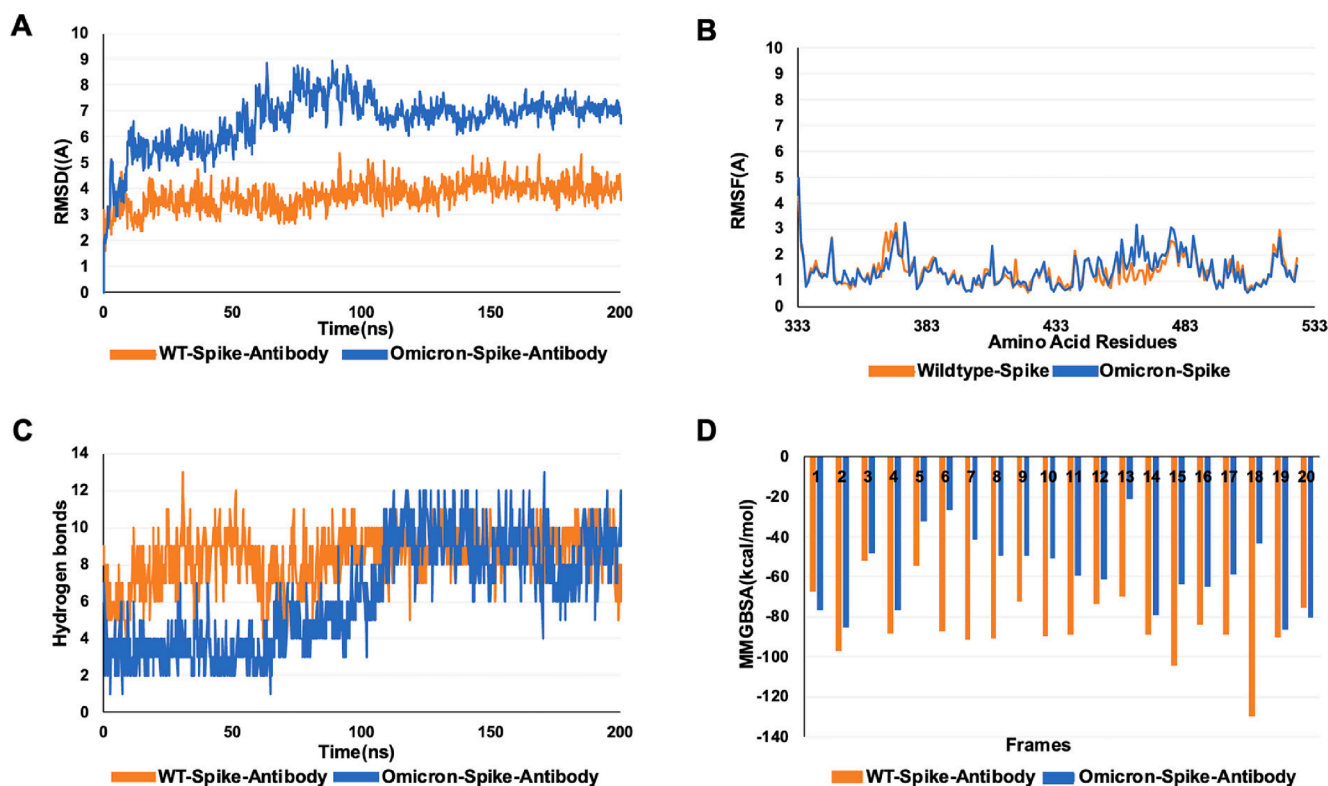 A
10
9
8
7
6
5
4
3
2
1
0
RMSD((A)
0 50 100 150 200
Time(ns)
WT-Spike-Antibody Omicron-Spike-Antibody
B
10
9
8
7
6
5
4
3
2
1
0
RMSF(A)
333 383 433 483 533
Amino Acid Residues
Wildtype-Spike Omicron-Spike
C
14
12
10
8
6
4
2
0
Hydrogen bonds
0 50 100 150 200
Time(ns)
WT-Spike-Antibody Omicron-Spike-Antibody
D
0
-20
-40
-60
-80
-100
-120
-140
MMGBSA(kcal/mol)
1 2 3 4 5 6 7 8 9 10 11 12 13 14 15 16 17 18 19 20
Frames
WT-Spike-Antibody Omicron-Spike-Antibody